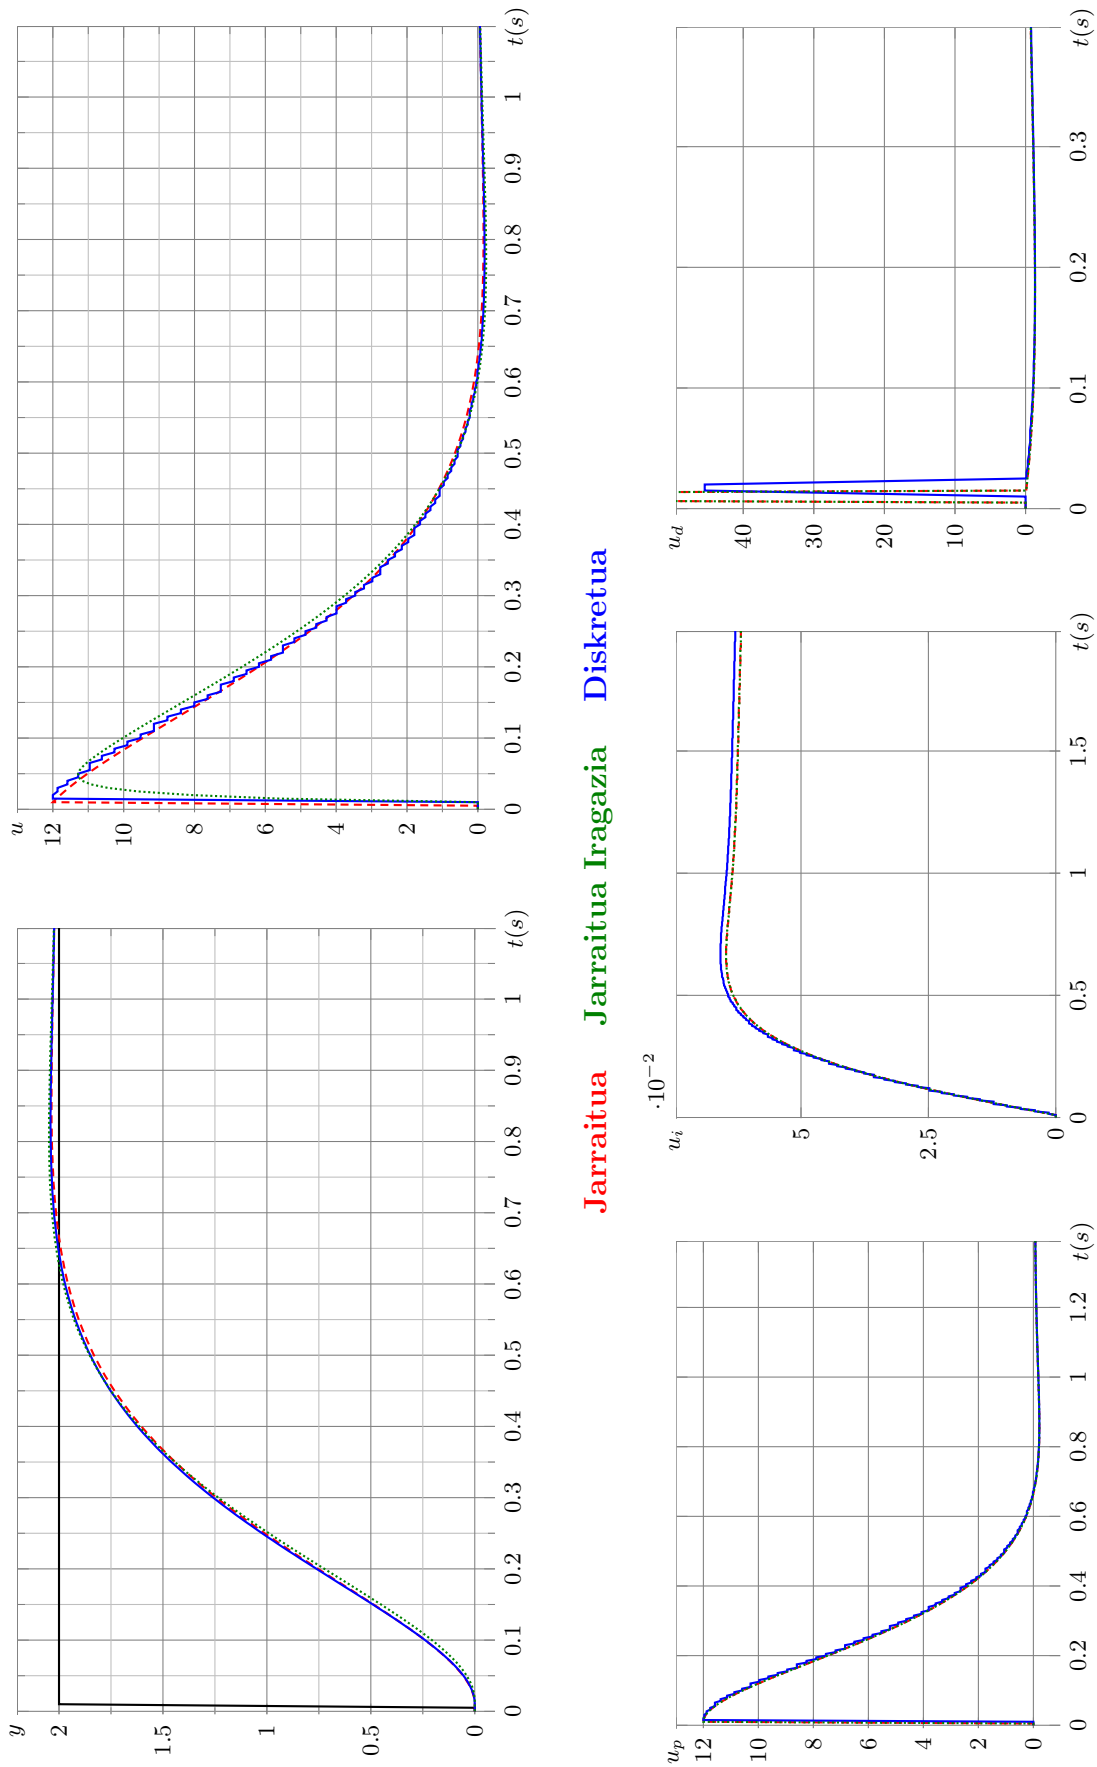 y
2
1.5
1
0.5
0
0 0.1 0.2 0.3 0.4 0.5 0.6 0.7 0.8 0.9 1 t(s)
u
12
10
8
6
4
2
0
0 0.1 0.2 0.3 0.4 0.5 0.6 0.7 0.8 0.9 1 t(s)
Jarraitua Jarraitua Iragazia Diskretua
u_p
12
10
8
6
4
2
0
0 0.2 0.4 0.6 0.8 1 1.2 t(s)
·10⁻²
u_i
5
2.5
0
0 0.5 1 1.5 t(s)
u_d
40
30
20
10
0
0 0.1 0.2 0.3 t(s)